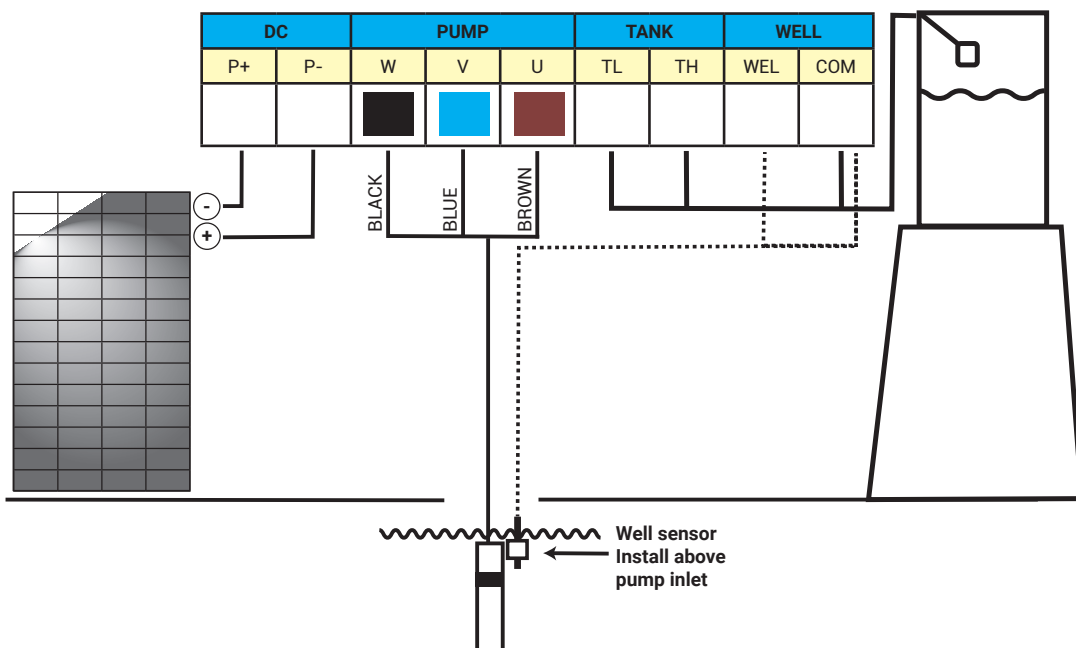 DC PUMP TANK WELL
P+ P- W V U TL TH WEL COM
BLACK
BLUE
BROWN
-
+
Well sensor
Install above
pump inlet